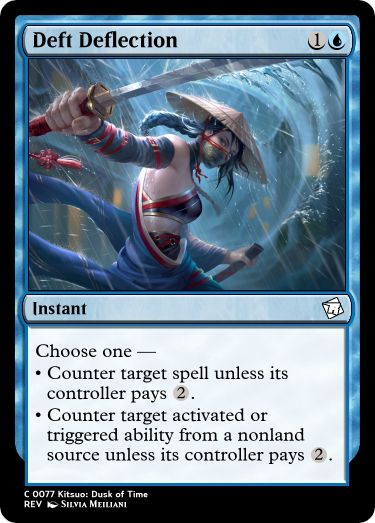 Deft Deflection 1
Instant
Choose one —
• Counter target spell unless its
controller pays 2.
• Counter target activated or
triggered ability from a nonland
source unless its controller pays 2.
C 0077 Kitsuo: Dusk of Time
REV Silvia Meiliani